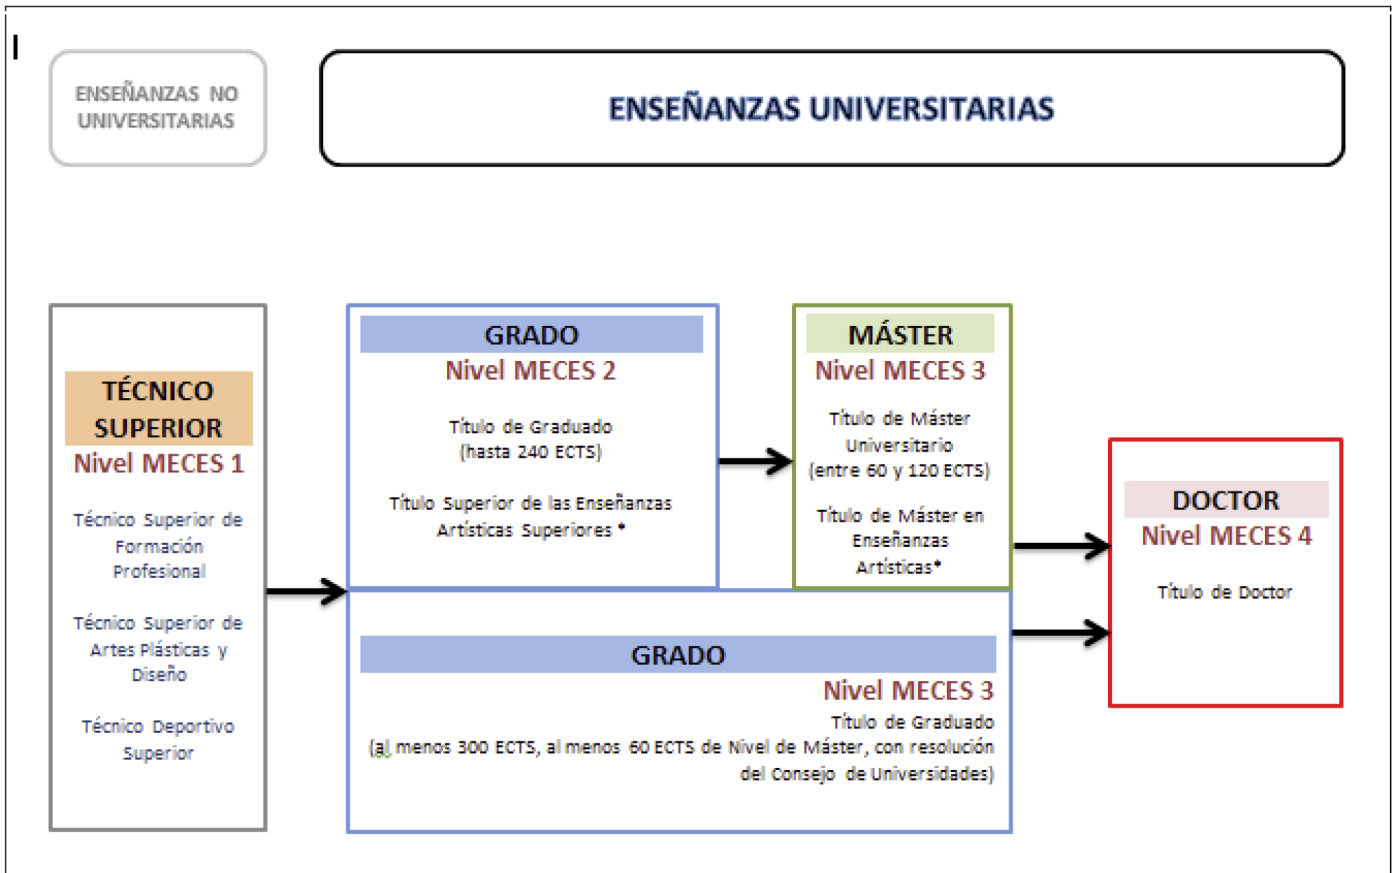 ENSEÑANZAS NO
UNIVERSITARIAS
ENSEÑANZAS UNIVERSITARIAS
TÉCNICO
SUPERIOR
Nivel MECES 1
Técnico Superior de
Formación
Profesional
Técnico Superior de
Artes Plásticas y
Diseño
Técnico Deportivo
Superior
GRADO
Nivel MECES 2
Título de Graduado
(hasta 240 ECTS)
Título Superior de las Enseñanzas
Artísticas Superiores *
MÁSTER
Nivel MECES 3
Título de Máster
Universitario
(entre 60 y 120 ECTS)
Título de Máster en
Enseñanzas
Artísticas*
GRADO
Nivel MECES 3
Título de Graduado
(al menos 300 ECTS, al menos 60 ECTS de Nivel de Máster, con resolución
del Consejo de Universidades)
DOCTOR
Nivel MECES 4
Título de Doctor